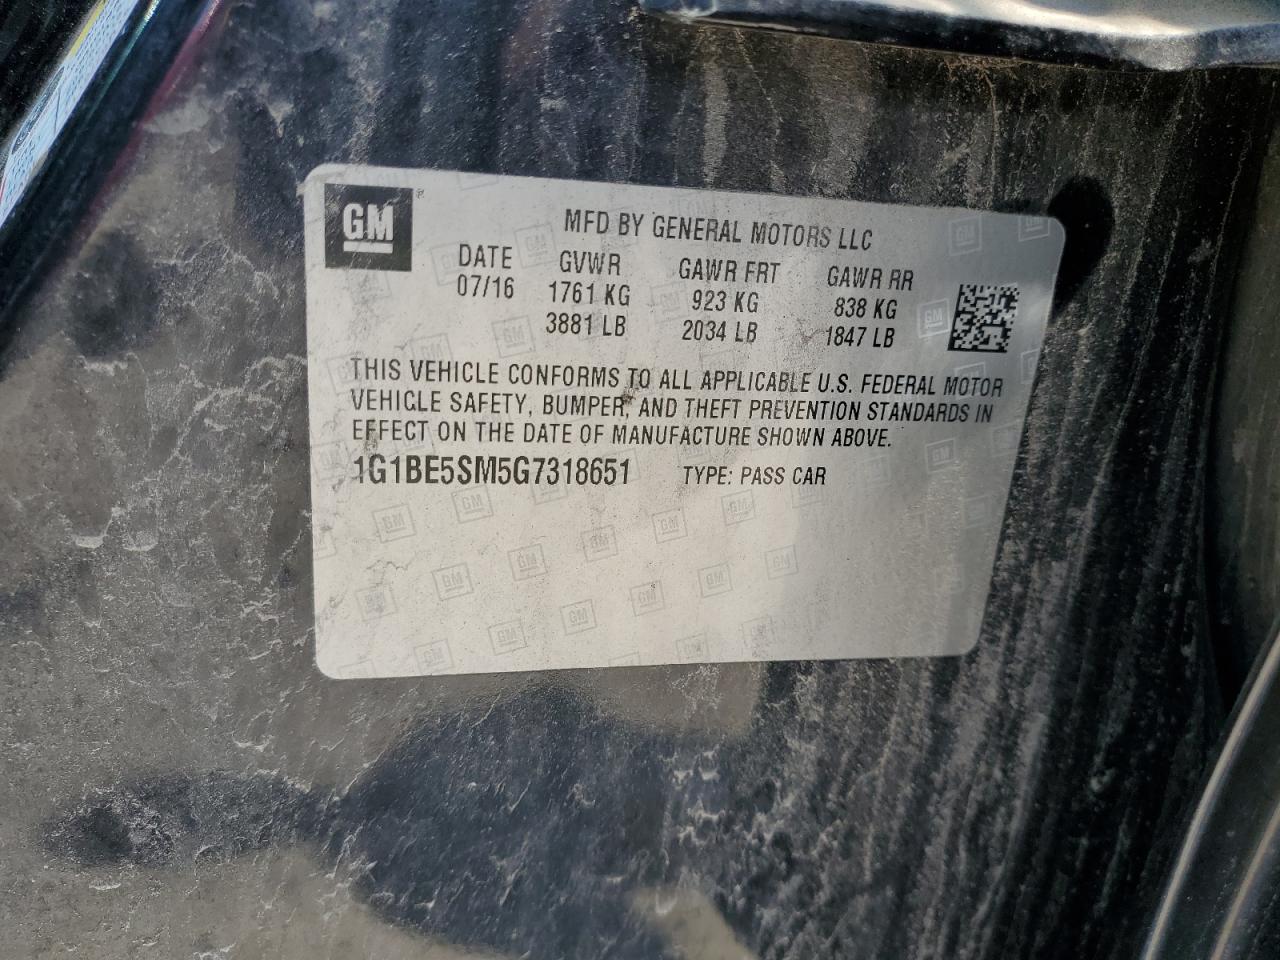 GM
MFD BY GENERAL MOTORS LLC
DATE GVWR GAWR FRT GAWR RR
07/16 1761 KG 923 KG 838 KG
3881 LB 2034 LB 1847 LB
THIS VEHICLE CONFORMS TO ALL APPLICABLE U.S. FEDERAL MOTOR
VEHICLE SAFETY, BUMPER, AND THEFT PREVENTION STANDARDS IN
EFFECT ON THE DATE OF MANUFACTURE SHOWN ABOVE.
1G1BE5SM5G7318651 TYPE: PASS CAR